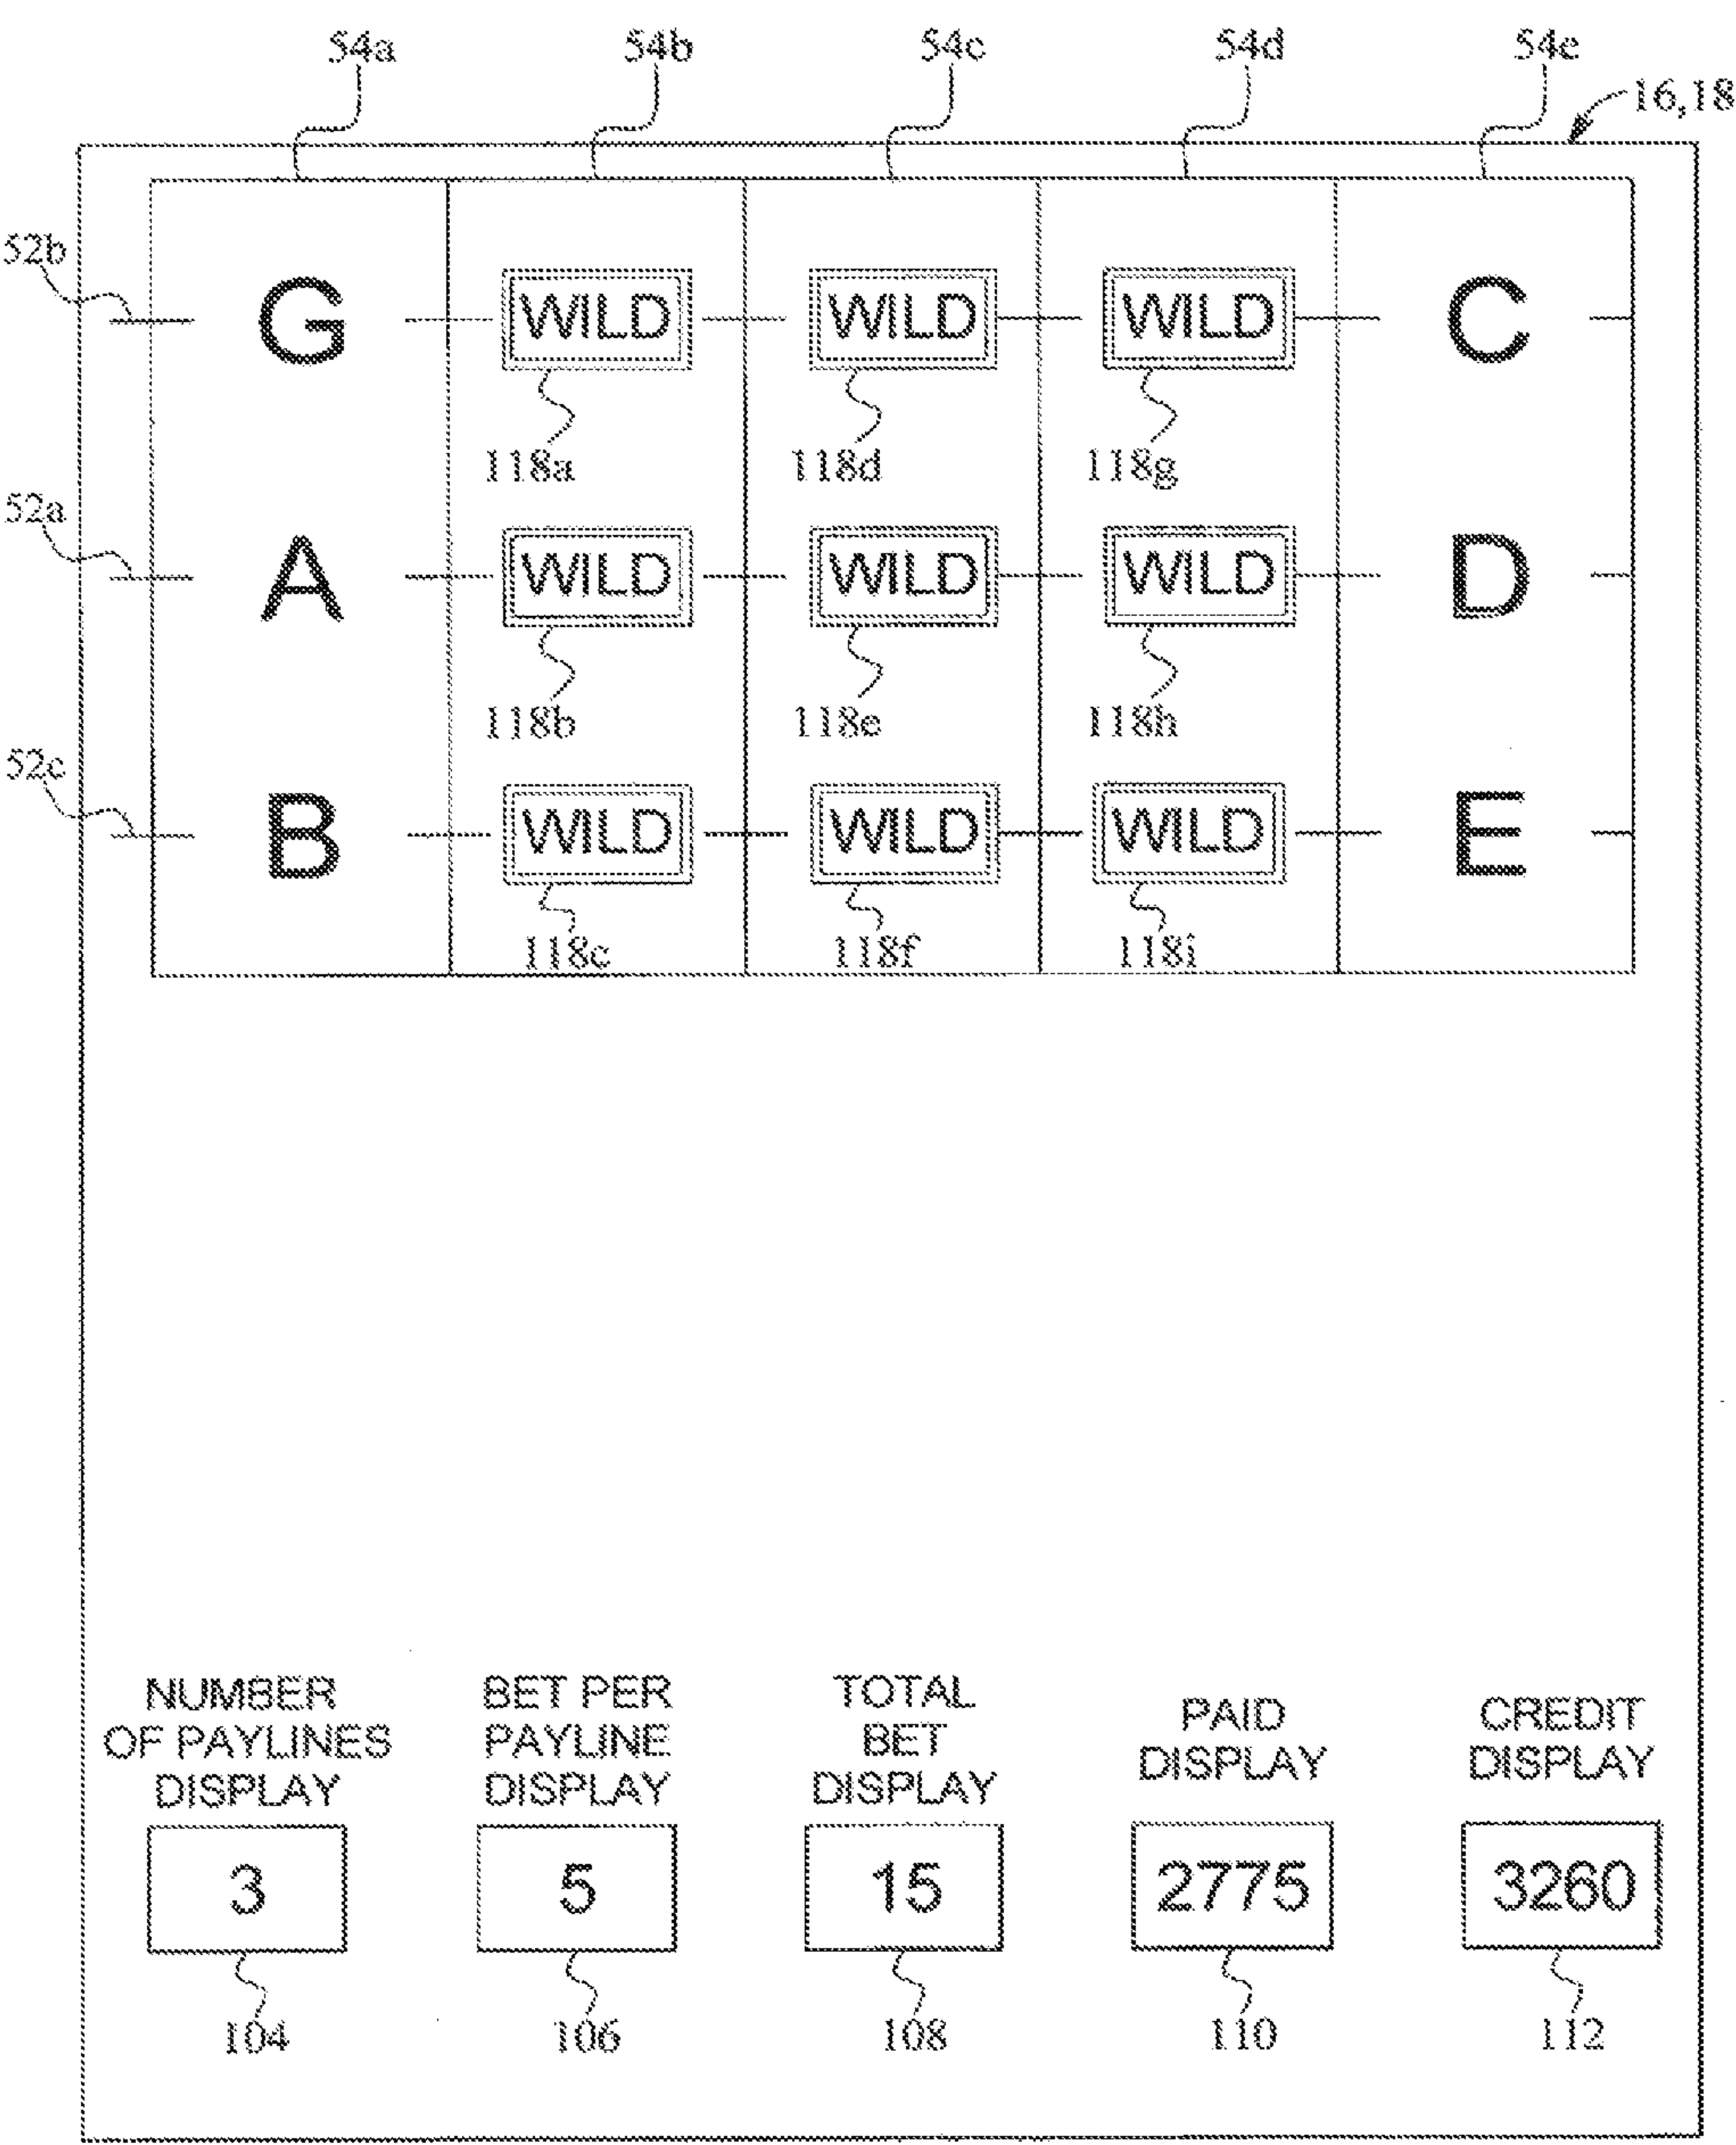 54a 54b 54c 54d 54e
16,18
52b
G WILD WILD WILD C
118a 118d 118g
52a
A WILD WILD WILD D
118b 118e 118h
52c
B WILD WILD WILD E
118c 118f 118i
NUMBER
OF PAYLINES
DISPLAY
3
104
BET PER
PAYLINE
DISPLAY
5
106
TOTAL
BET
DISPLAY
15
108
PAID
DISPLAY
2775
110
CREDIT
DISPLAY
3260
112